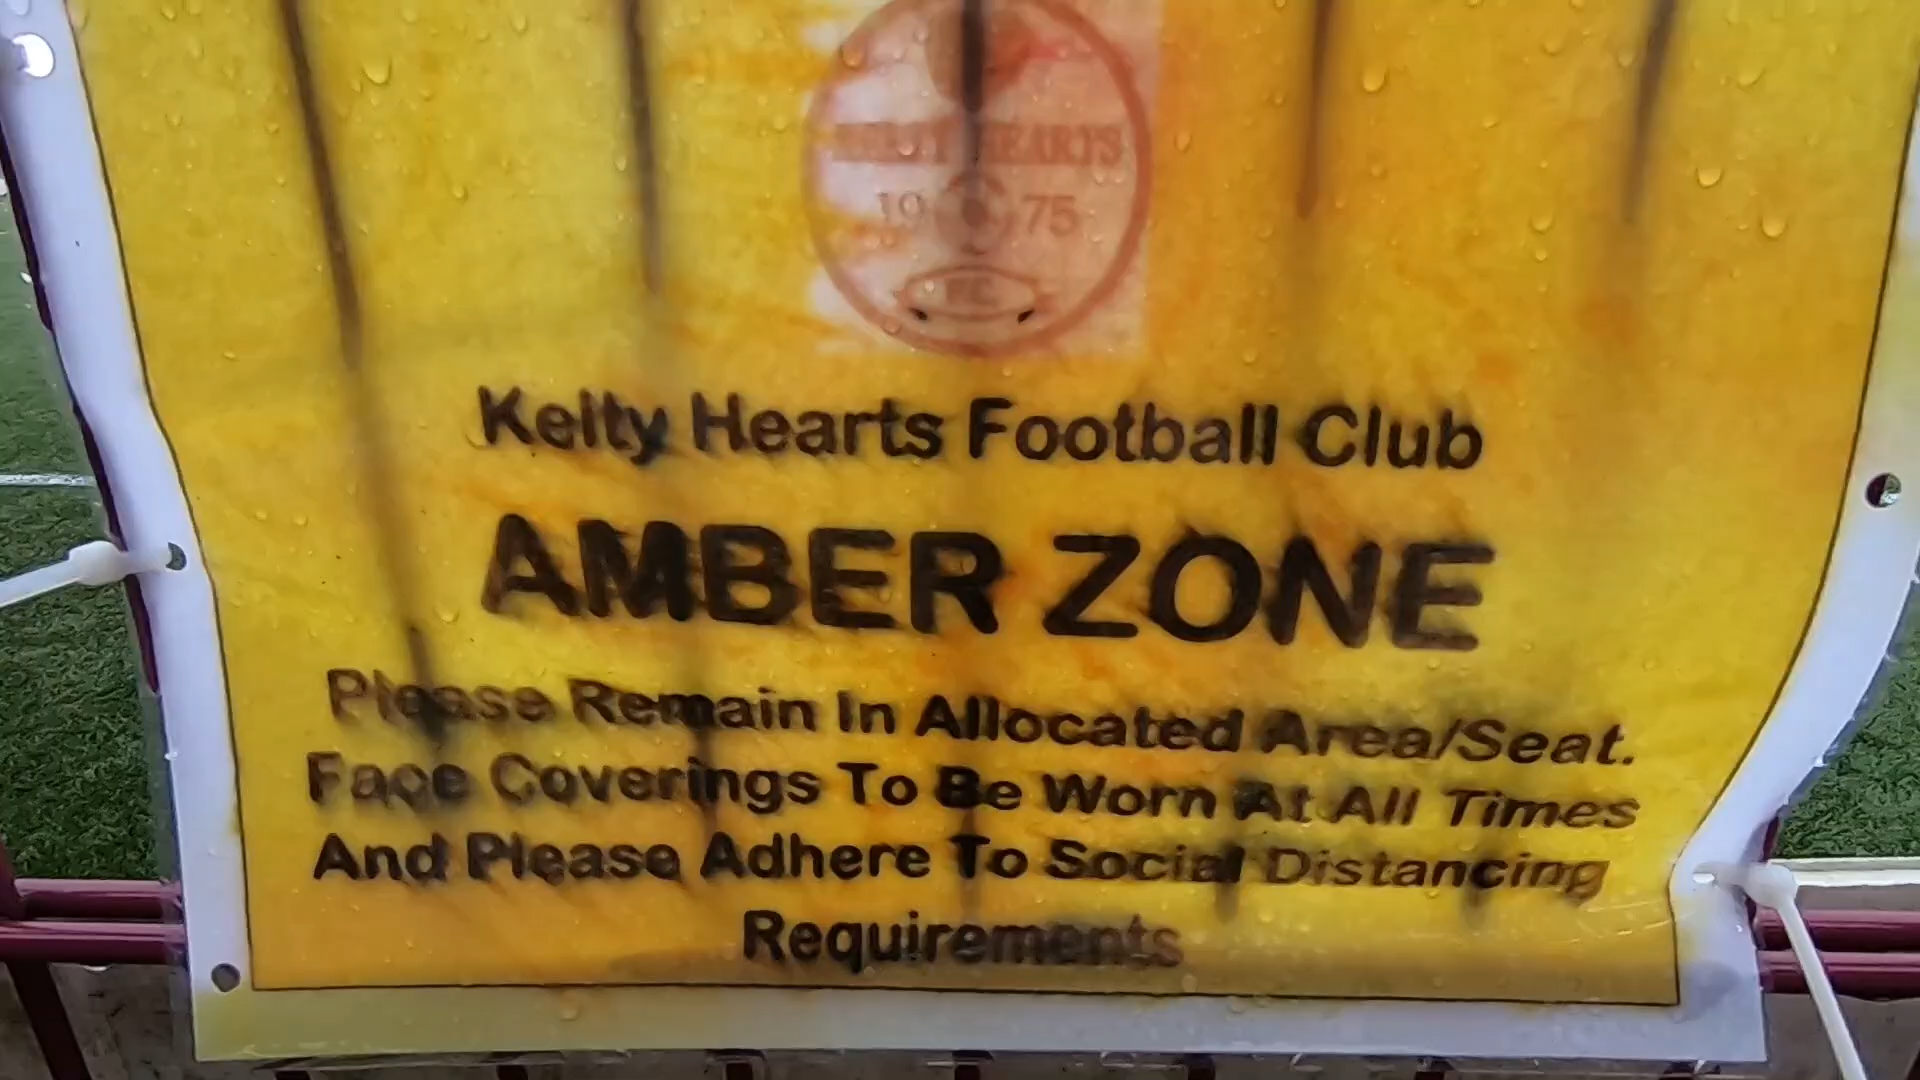 KELTY HEARTS
19 75
FC
Kelty Hearts Football Club
AMBER ZONE
Please Remain In Allocated Area/Seat.
Face Coverings To Be Worn At All Times
And Please Adhere To Social Distancing
Requirements